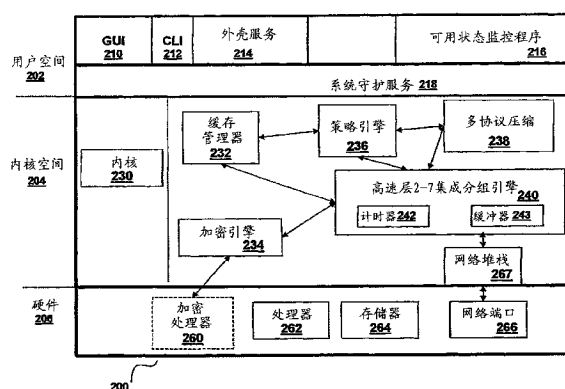 GUI
210
CLI
212
外壳服务
214
可用状态监控程序
216
用户空间
202
系统守护服务 218
内核空间
204
内核
230
缓存
管理器
232
策略引擎
236
多协议压缩
238
高速层2-7集成分组引擎
240
计时器 242
缓冲器 243
加密引擎
234
网络堆栈
267
硬件
206
加密
处理器
260
处理器
262
存储器
264
网络端口
266
200